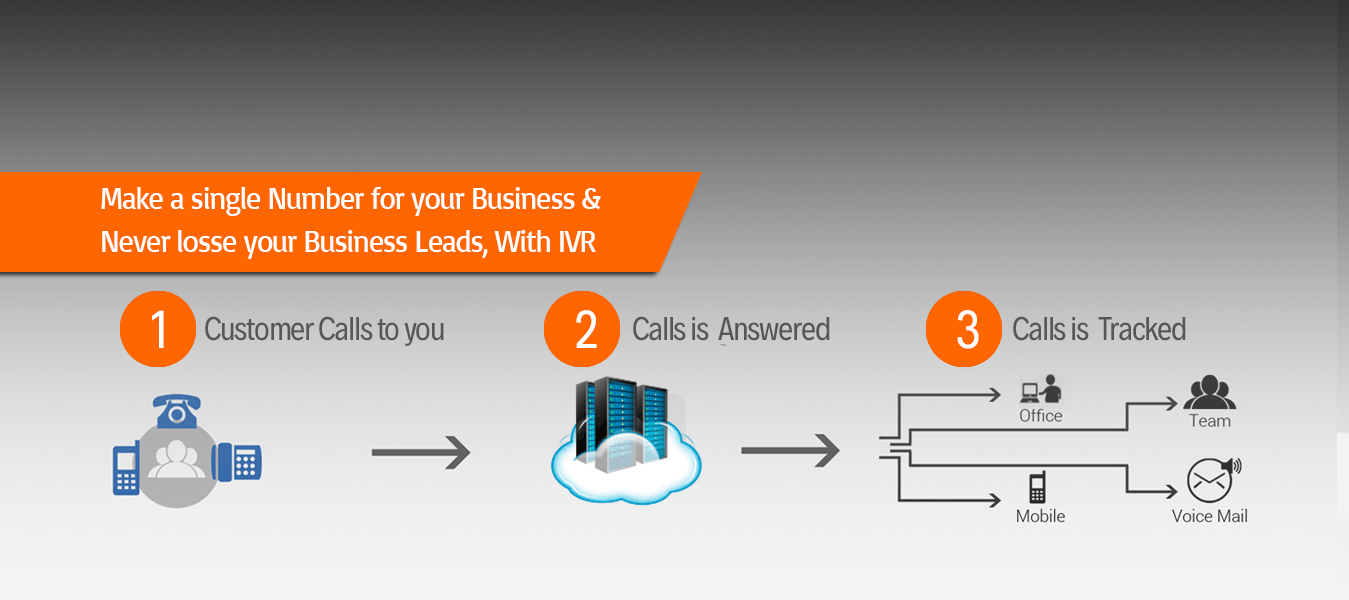 Make a single Number for your Business &
Never losse your Business Leads, With IVR
1 Customer Calls to you
2 Calls is Answered
3 Calls is Tracked
Office
Team
Mobile
Voice Mail